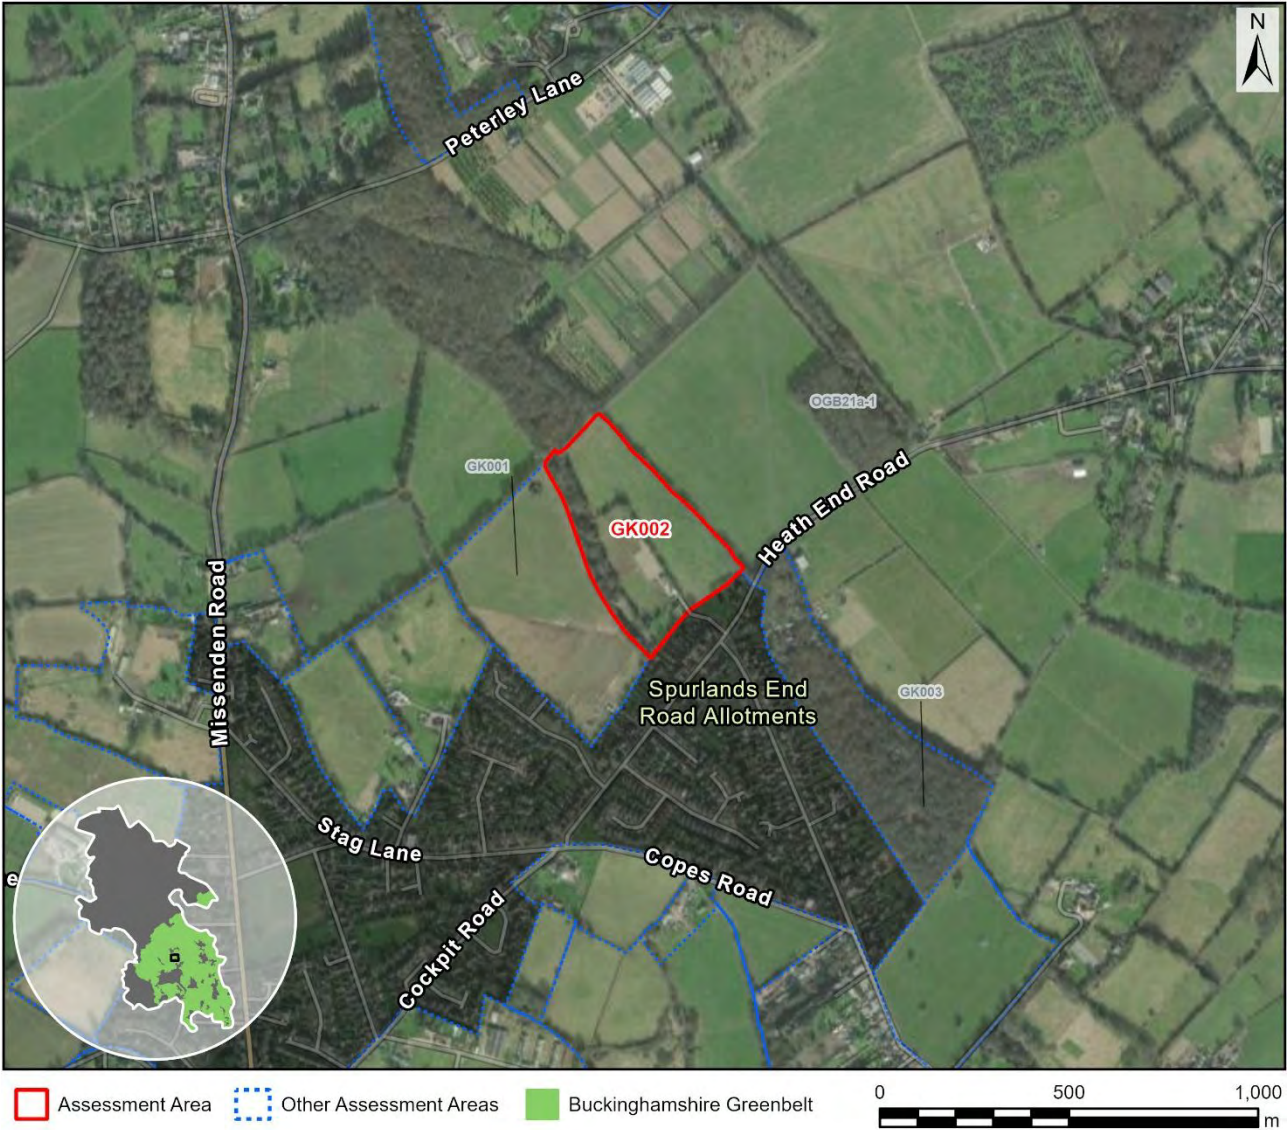 N
Peterley Lane
OGB21a-1
GK001
GK002
Heath End Road
Missenden Road
Spurlands End
Road Allotments
GK003
Stag Lane
Copes Road
e
Cockpit Road
Assessment Area
Other Assessment Areas
Buckinghamshire Greenbelt
0 500 1,000
m